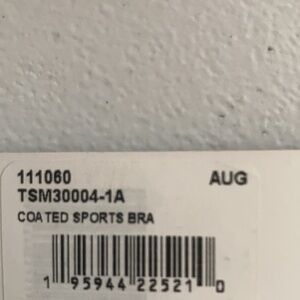 111060 AUG
TSM30004-1A
COATED SPORTS BRA
1 95944 22521 0